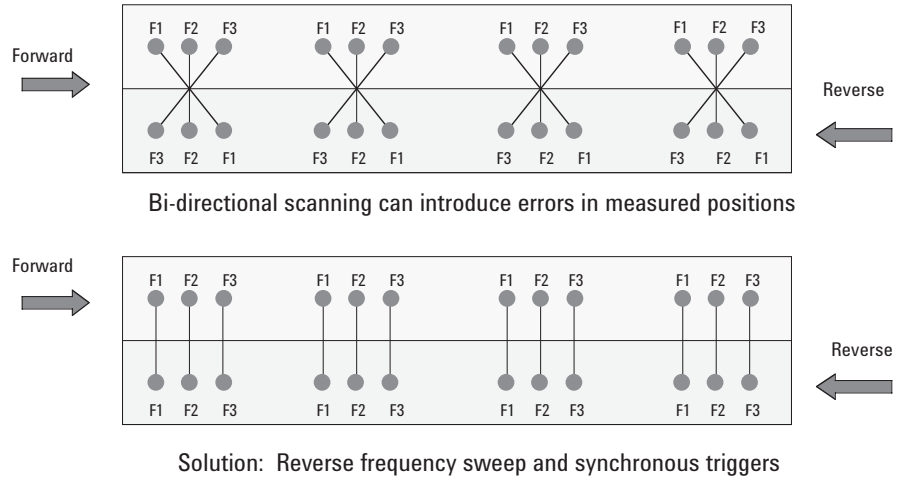 F1 F2 F3 F1 F2 F3 F1 F2 F3 F1 F2 F3
Forward
Reverse
F3 F2 F1 F3 F2 F1 F3 F2 F1 F3 F2 F1
Bi-directional scanning can introduce errors in measured positions
Forward
F1 F2 F3 F1 F2 F3 F1 F2 F3 F1 F2 F3
Reverse
F1 F2 F3 F1 F2 F3 F1 F2 F3 F1 F2 F3
Solution: Reverse frequency sweep and synchronous triggers